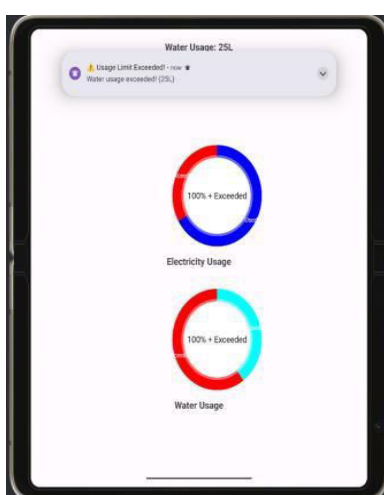 Water Usage: 25L
⚠️ Usage Limit Exceeded! • now
Water usage exceeded! (25L)
100% + Exceeded
Electricity Usage
100% + Exceeded
Water Usage